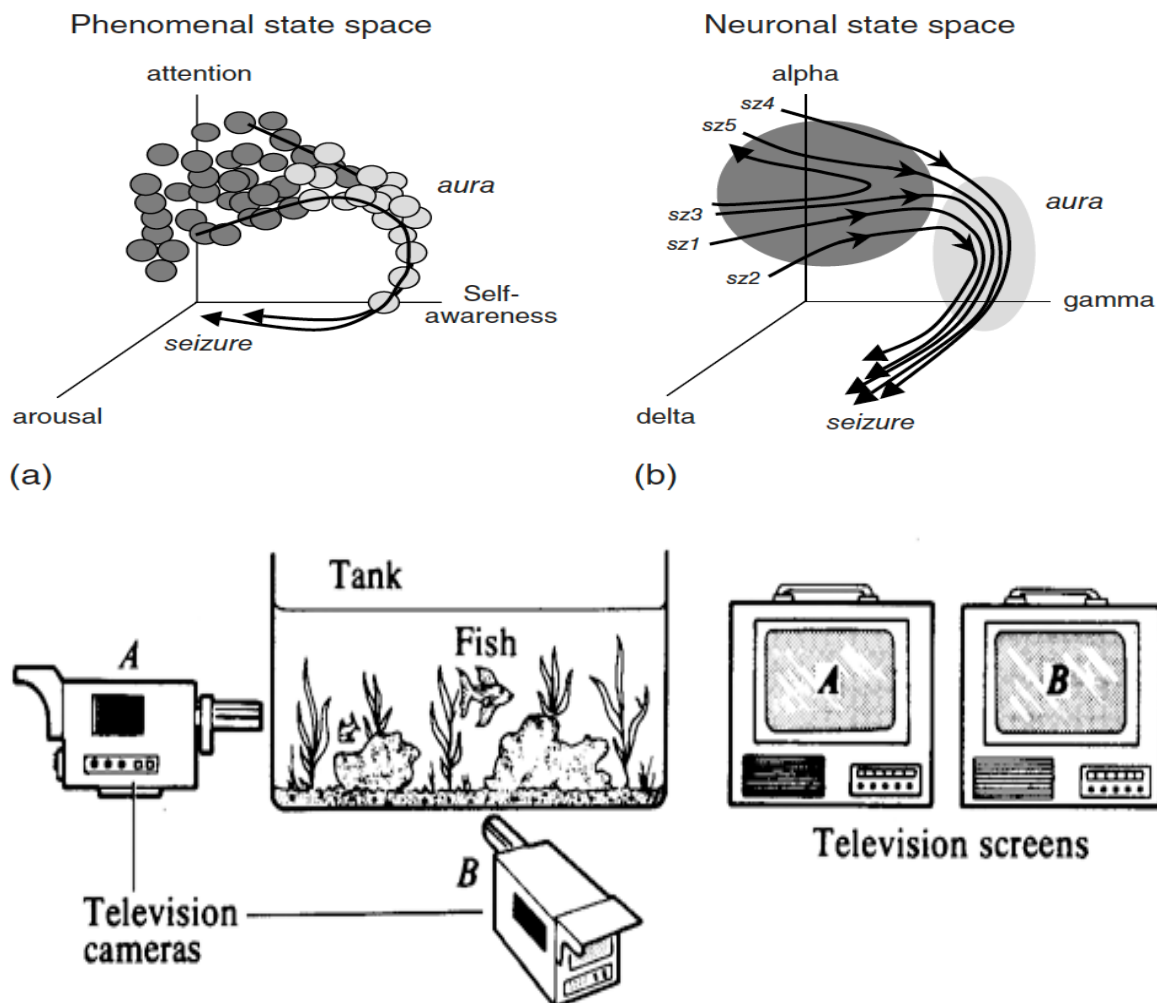 Phenomenal state space
attention
aura
Self-
awareness
seizure
arousal
(a)
Neuronal state space
alpha
sz4
sz5
sz3
sz1
sz2
aura
gamma
delta
seizure
(b)
Tank
Fish
A
B
Television
cameras
A
B
Television screens